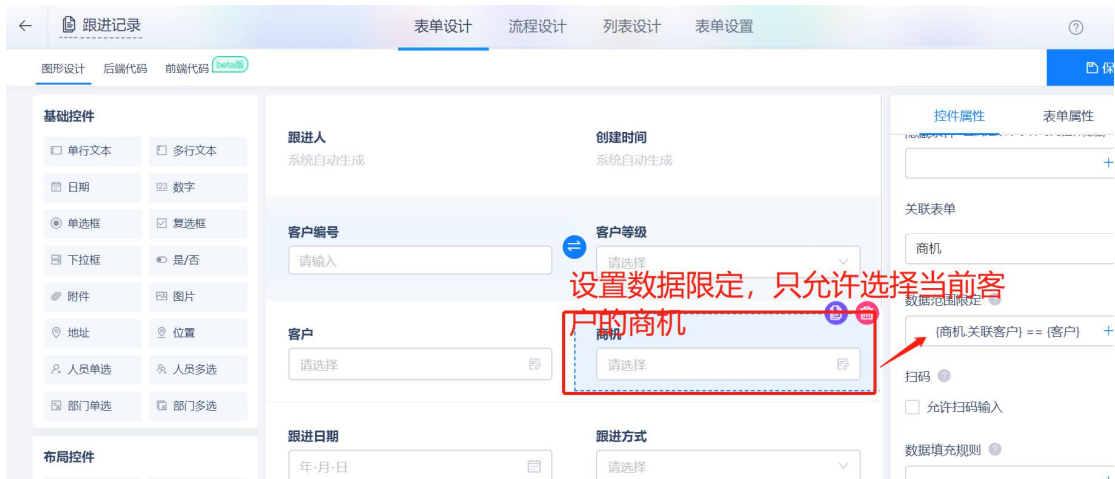 跟进记录
表单设计 流程设计 列表设计 表单设置
图形设计 后端代码 前端代码 beta版
保
基础控件
单行文本 多行文本
日期 123 数字
单选框 复选框
下拉框 是/否
附件 图片
地址 位置
人员单选 人员多选
部门单选 部门多选
布局控件
跟进人 创建时间
系统自动生成 系统自动生成
客户编号 客户等级
请输入 请选择
设置数据限定，只允许选择当前客
户的商机
客户 商机
请选择 请选择
跟进日期 跟进方式
年-月-日 请选择
控件属性 表单属性
关联表单
商机
数据范围限定
{商机.关联客户} == {客户}
扫码
允许扫码输入
数据填充规则